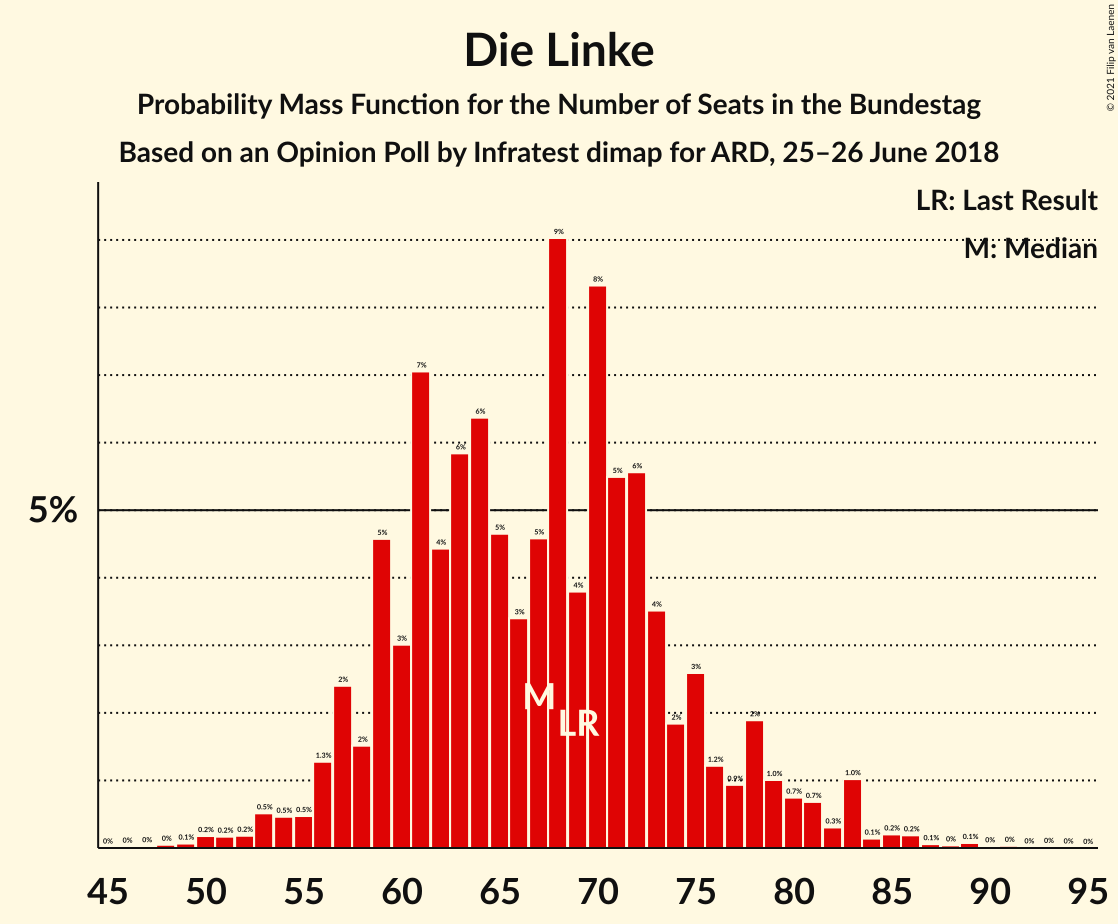 © 2021 Filip van Laenen
Die Linke
Probability Mass Function for the Number of Seats in the Bundestag
Based on an Opinion Poll by Infratest dimap for ARD, 25–26 June 2018
LR: Last Result
M: Median
5%
0% 0% 0% 0% 0.1% 0.2% 0.2% 0.2% 0.5% 0.5% 0.5% 1.3% 2% 2% 5% 3% 7% 4% 6% 6% 5% 3% 5% 9% 4% 8% 5% 6% 4% 2% 3% 1.2% 0.9% 2% 1.0% 0.7% 0.7% 0.3% 1.0% 0.1% 0.2% 0.2% 0.1% 0% 0.1% 0% 0% 0% 0% 0% 0%
M
LR
45 50 55 60 65 70 75 80 85 90 95